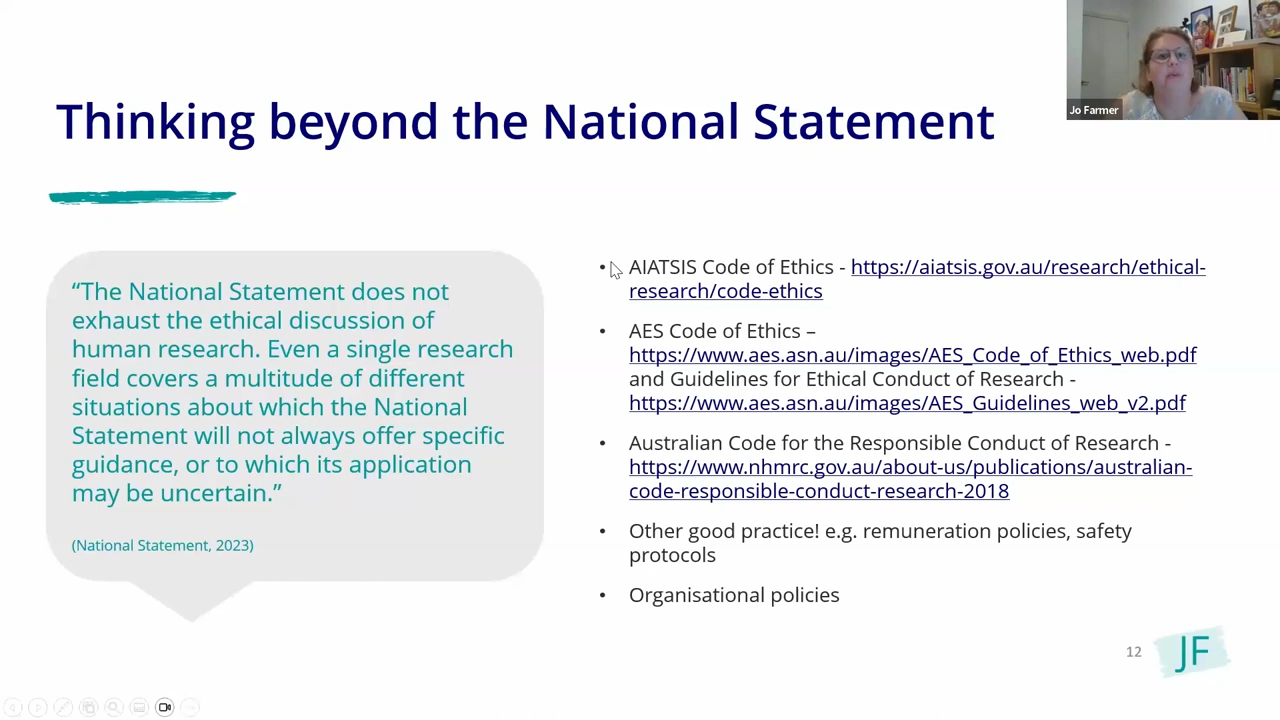 Jo Farmer
Thinking beyond the National Statement
“The National Statement does not
exhaust the ethical discussion of
human research. Even a single research
field covers a multitude of different
situations about which the National
Statement will not always offer specific
guidance, or to which its application
may be uncertain.”
(National Statement, 2023)
• AIATSIS Code of Ethics - https://aiatsis.gov.au/research/ethical-
research/code-ethics
• AES Code of Ethics –
https://www.aes.asn.au/images/AES_Code_of_Ethics_web.pdf
and Guidelines for Ethical Conduct of Research -
https://www.aes.asn.au/images/AES_Guidelines_web_v2.pdf
• Australian Code for the Responsible Conduct of Research -
https://www.nhmrc.gov.au/about-us/publications/australian-
code-responsible-conduct-research-2018
• Other good practice! e.g. remuneration policies, safety
protocols
• Organisational policies
12
JF